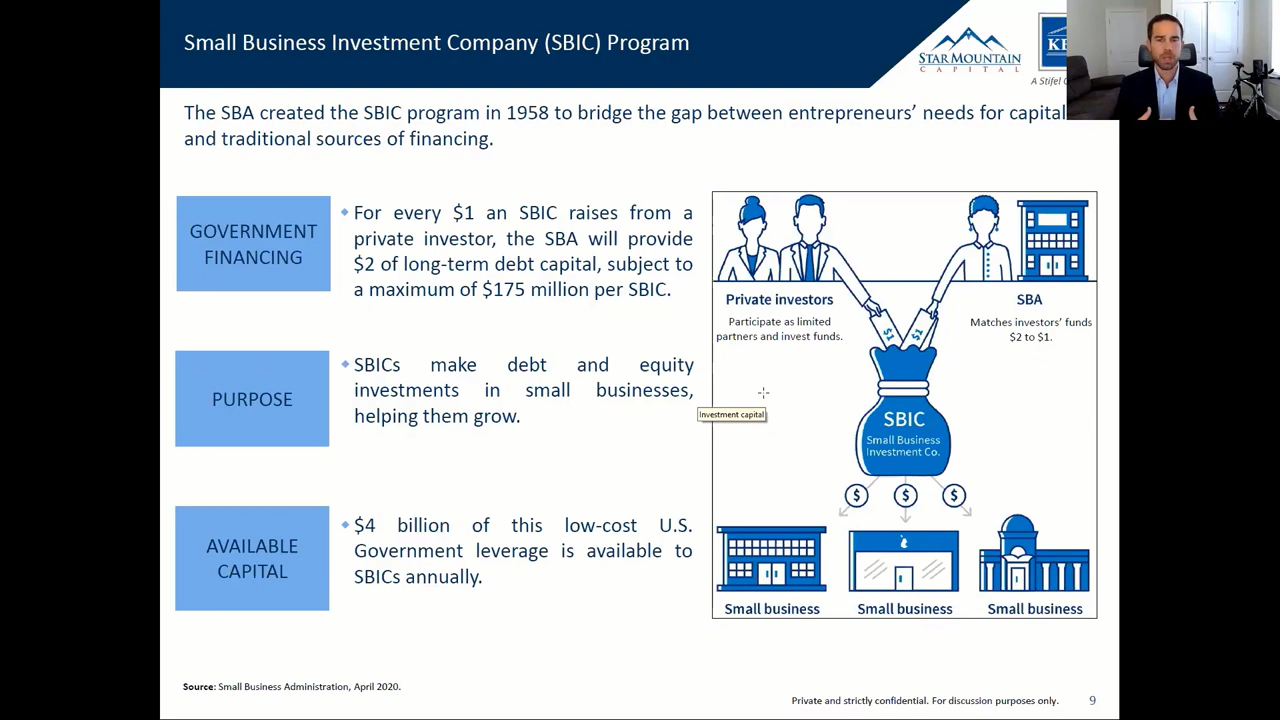 Small Business Investment Company (SBIC) Program
STAR MOUNTAIN
CAPITAL
A Stifel
The SBA created the SBIC program in 1958 to bridge the gap between entrepreneurs’ needs for capital
and traditional sources of financing.
GOVERNMENT
FINANCING
For every $1 an SBIC raises from a
private investor, the SBA will provide
$2 of long-term debt capital, subject to
a maximum of $175 million per SBIC.
PURPOSE
SBICs make debt and equity
investments in small businesses,
helping them grow.
AVAILABLE
CAPITAL
$4 billion of this low-cost U.S.
Government leverage is available to
SBICs annually.
Private investors
Participate as limited
partners and invest funds.
SBA
Matches investors’ funds
$2 to $1.
$1
$1
Investment capital
SBIC
Small Business
Investment Co.
$
$
$
Small business
Small business
Small business
Source: Small Business Administration, April 2020.
Private and strictly confidential. For discussion purposes only.
9